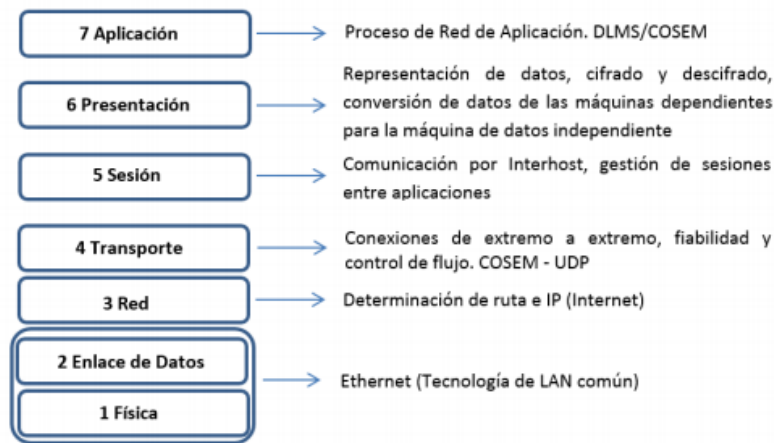 7 Aplicación
Proceso de Red de Aplicación. DLMS/COSEM
6 Presentación
Representación de datos, cifrado y descifrado,
conversión de datos de las máquinas dependientes
para la máquina de datos independiente
5 Sesión
Comunicación por Interhost, gestión de sesiones
entre aplicaciones
4 Transporte
Conexiones de extremo a extremo, fiabilidad y
control de flujo. COSEM - UDP
3 Red
Determinación de ruta e IP (Internet)
2 Enlace de Datos
1 Física
Ethernet (Tecnología de LAN común)